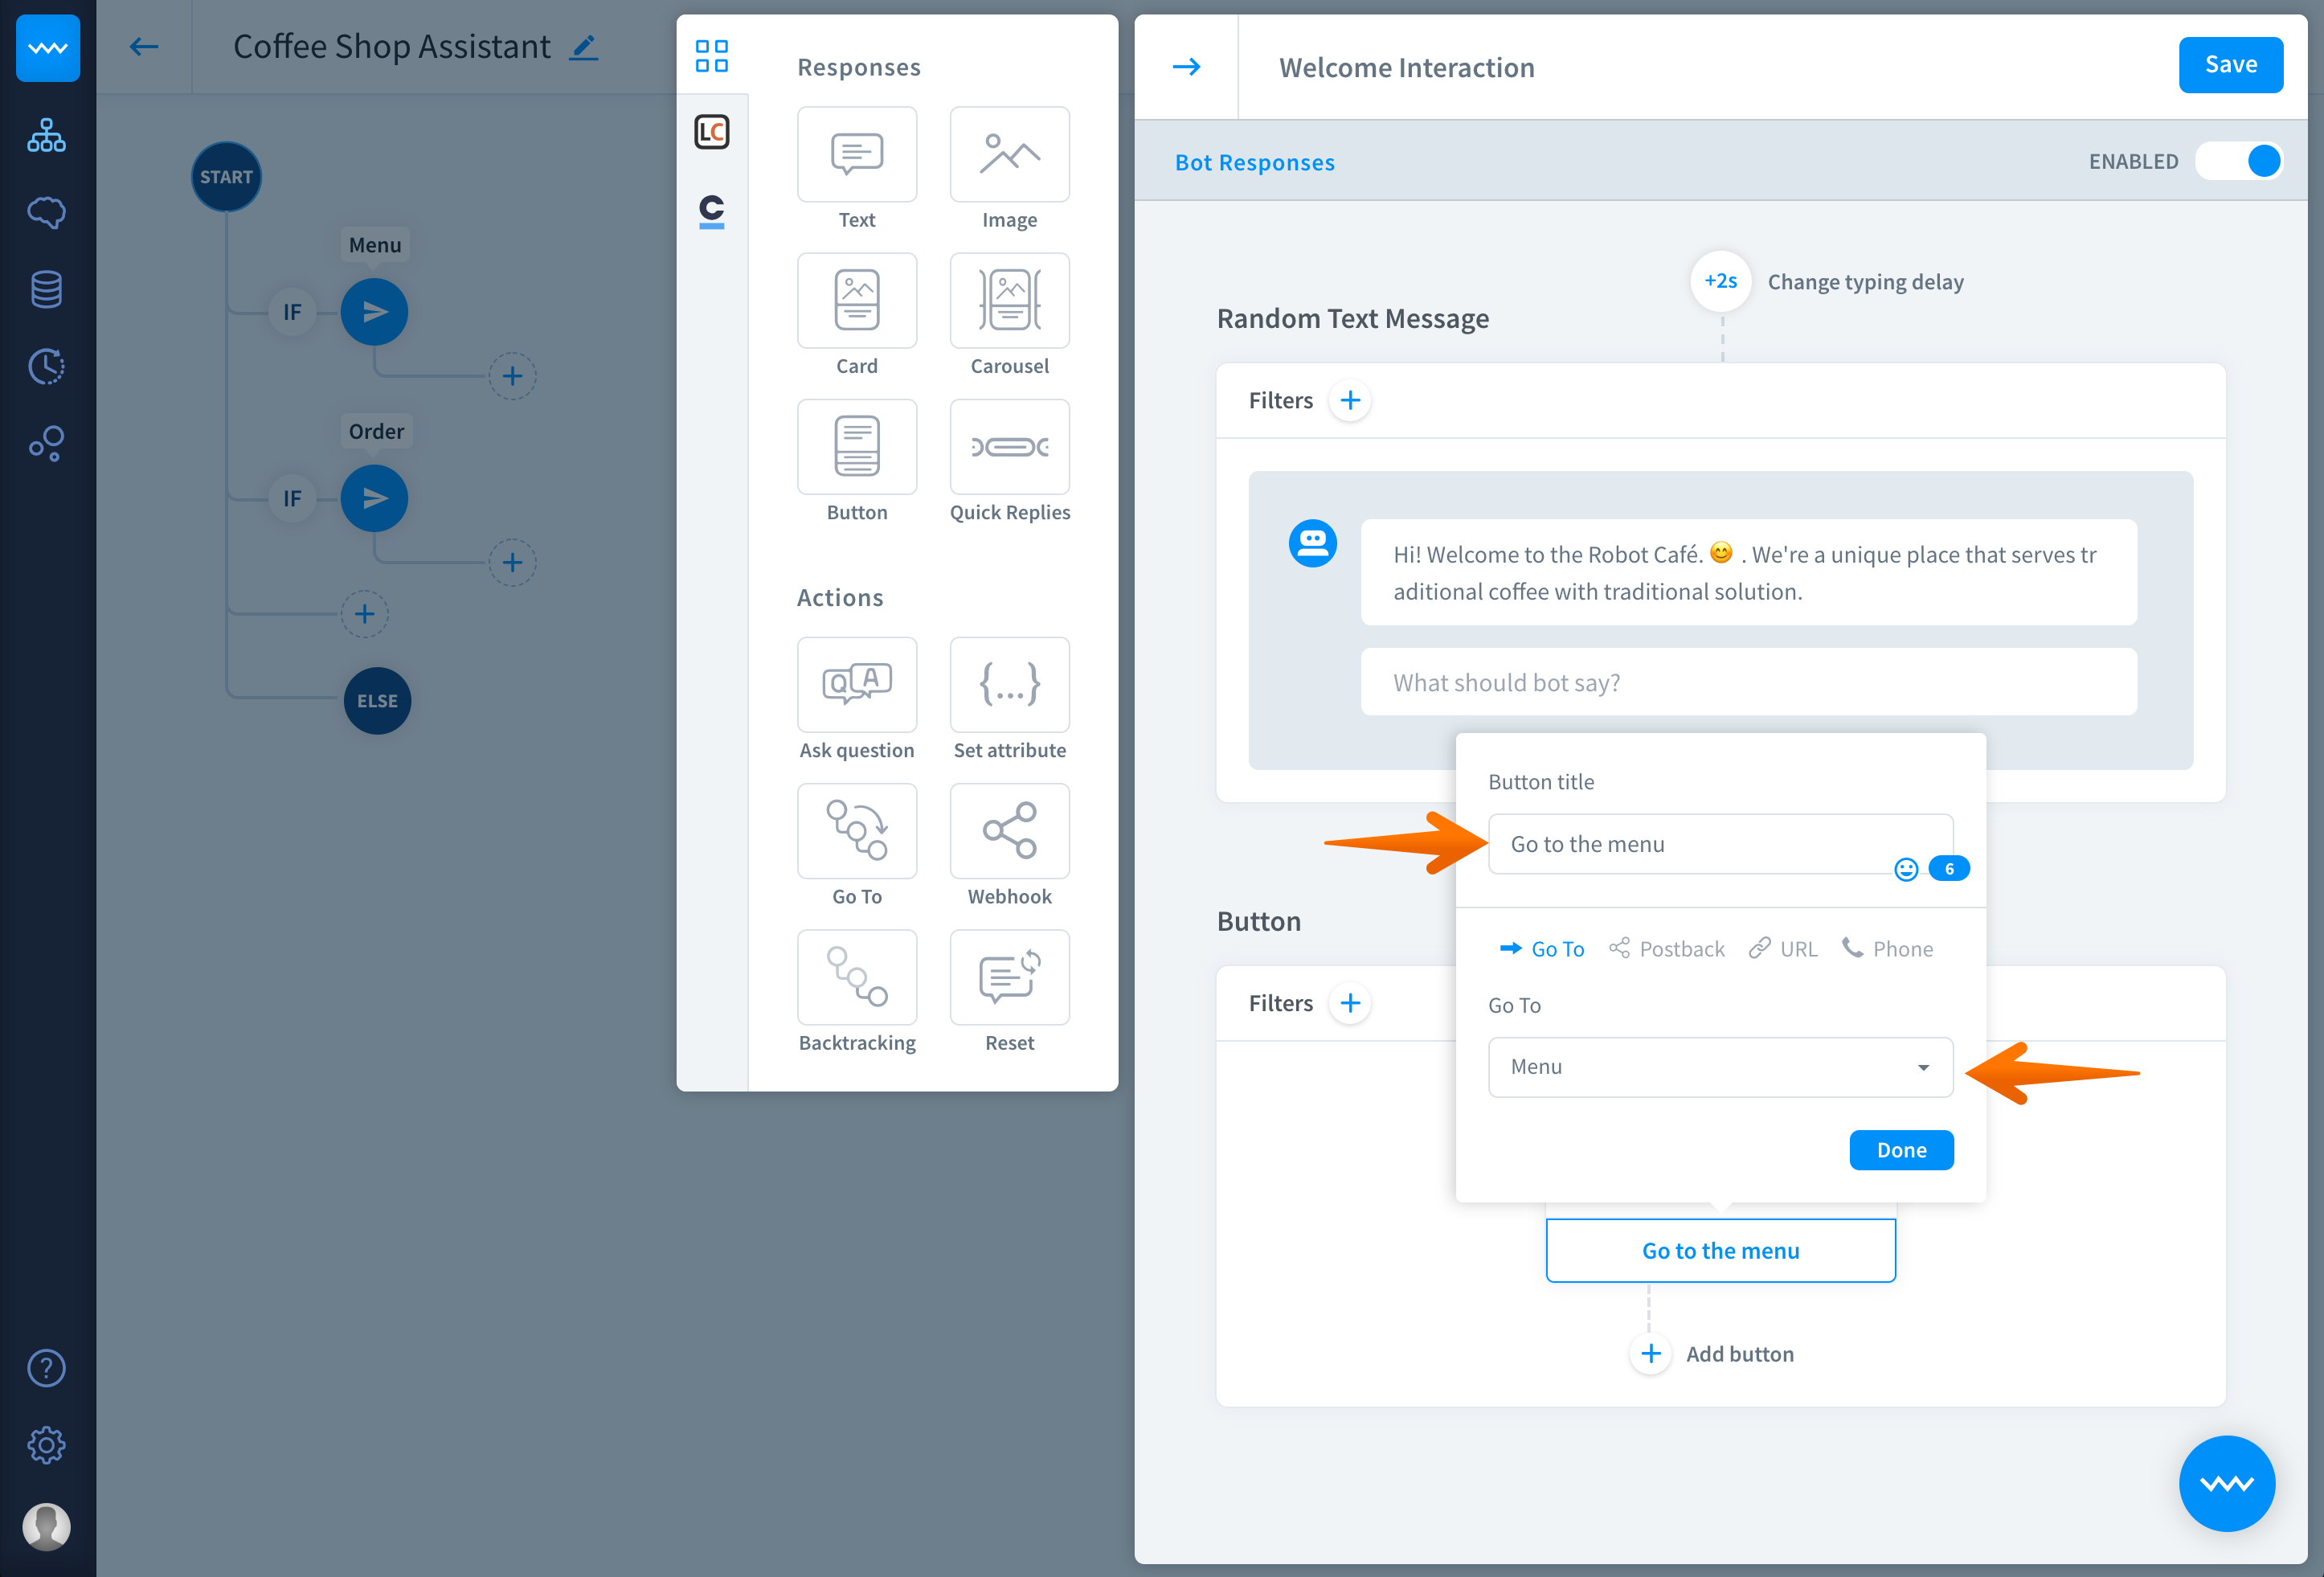 Coffee Shop Assistant
START
Menu
IF
Order
IF
ELSE
LC
C
Responses
Text
Image
Card
Carousel
Button
Quick Replies
Actions
Q A
Ask question
{...}
Set attribute
Go To
Webhook
Backtracking
Reset
Welcome Interaction
Save
Bot Responses
ENABLED
+2s
Change typing delay
Random Text Message
Filters
Hi! Welcome to the Robot Café. 😊 . We're a unique place that serves tr
aditional coffee with traditional solution.
What should bot say?
Button title
Go to the menu
6
Button
Go To
Postback
URL
Phone
Filters
Go To
Menu
Done
Go to the menu
Add button
?